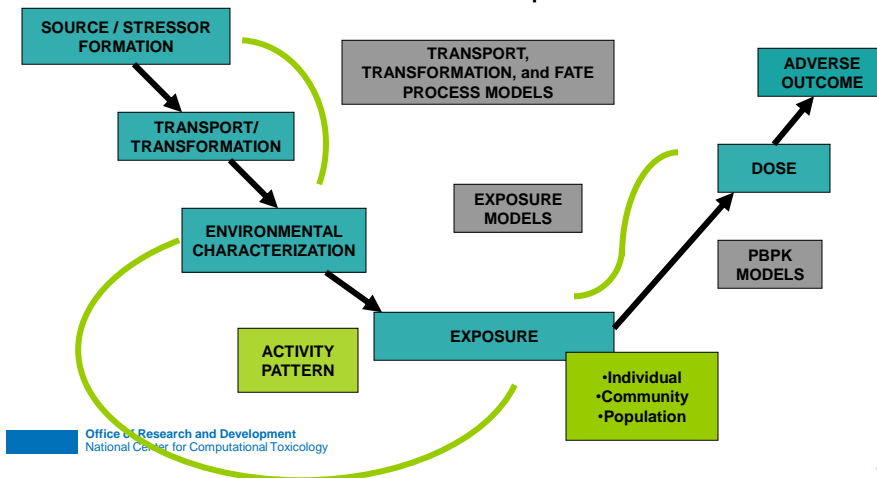 SOURCE / STRESSOR
FORMATION
TRANSPORT,
TRANSFORMATION, and FATE
PROCESS MODELS
ADVERSE
OUTCOME
TRANSPORT/
TRANSFORMATION
DOSE
EXPOSURE
MODELS
ENVIRONMENTAL
CHARACTERIZATION
PBPK
MODELS
EXPOSURE
ACTIVITY
PATTERN
•Individual
•Community
•Population
Office of Research and Development
National Center for Computational Toxicology